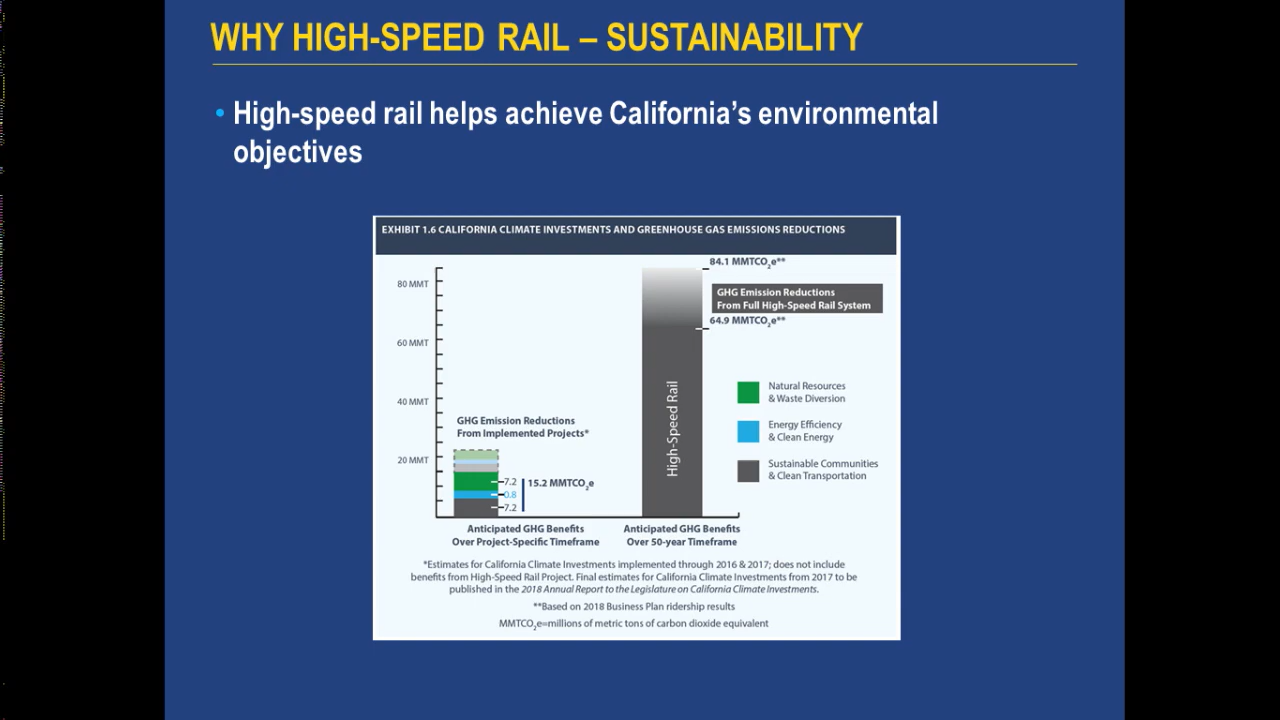 WHY HIGH-SPEED RAIL – SUSTAINABILITY
• High-speed rail helps achieve California's environmental
objectives
EXHIBIT 1.6 CALIFORNIA CLIMATE INVESTMENTS AND GREENHOUSE GAS EMISSIONS REDUCTIONS
84.1 MMTCO₂e**
80 MMT
GHG Emission Reductions
From Full High-Speed Rail System
64.9 MMTCO₂e**
60 MMT
40 MMT
20 MMT
High-Speed Rail
Natural Resources
& Waste Diversion
Energy Efficiency
& Clean Energy
Sustainable Communities
& Clean Transportation
GHG Emission Reductions
From Implemented Projects*
7.2
0.8
7.2
15.2 MMTCO₂e
Anticipated GHG Benefits
Over Project-Specific Timeframe
Anticipated GHG Benefits
Over 50-year Timeframe
*Estimates for California Climate Investments implemented through 2016 & 2017; does not include
benefits from High-Speed Rail Project. Final estimates for California Climate Investments from 2017 to be
published in the 2018 Annual Report to the Legislature on California Climate Investments.
**Based on 2018 Business Plan ridership results
MMTCO₂e=millions of metric tons of carbon dioxide equivalent